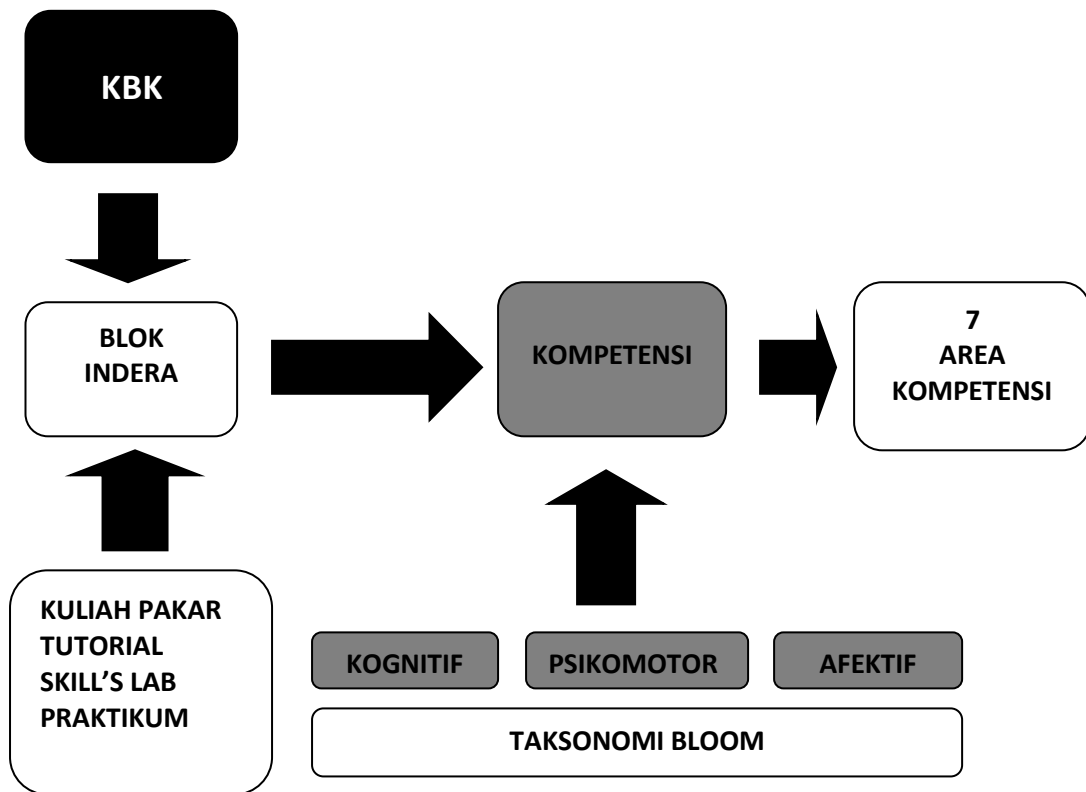 KBK
BLOK
INDERA
KOMPETENSI
7
AREA
KOMPETENSI
KULIAH PAKAR
TUTORIAL
SKILL’S LAB
PRAKTIKUM
KOGNITIF
PSIKOMOTOR
AFEKTIF
TAKSONOMI BLOOM